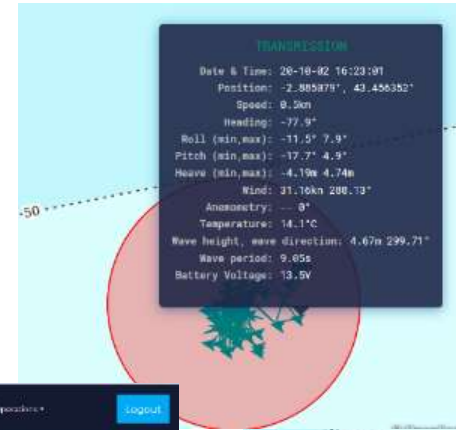 TRANSMISSION
Date & Time: 20-10-02 16:23:01
Position: -2.885079°, 43.456352°
Speed: 0.5kn
Heading: -77.9°
Roll (min,max): -11.5° 7.9°
Pitch (min,max): -17.7° 4.9°
Heave (min,max): -4.19m 4.74m
Wind: 31.16kn 288.13°
Anemometry: -- 0°
Temperature: 14.1°C
Wave height, wave direction: 4.67m 299.71°
Wave period: 9.05s
Battery Voltage: 13.5V
-50
Logout